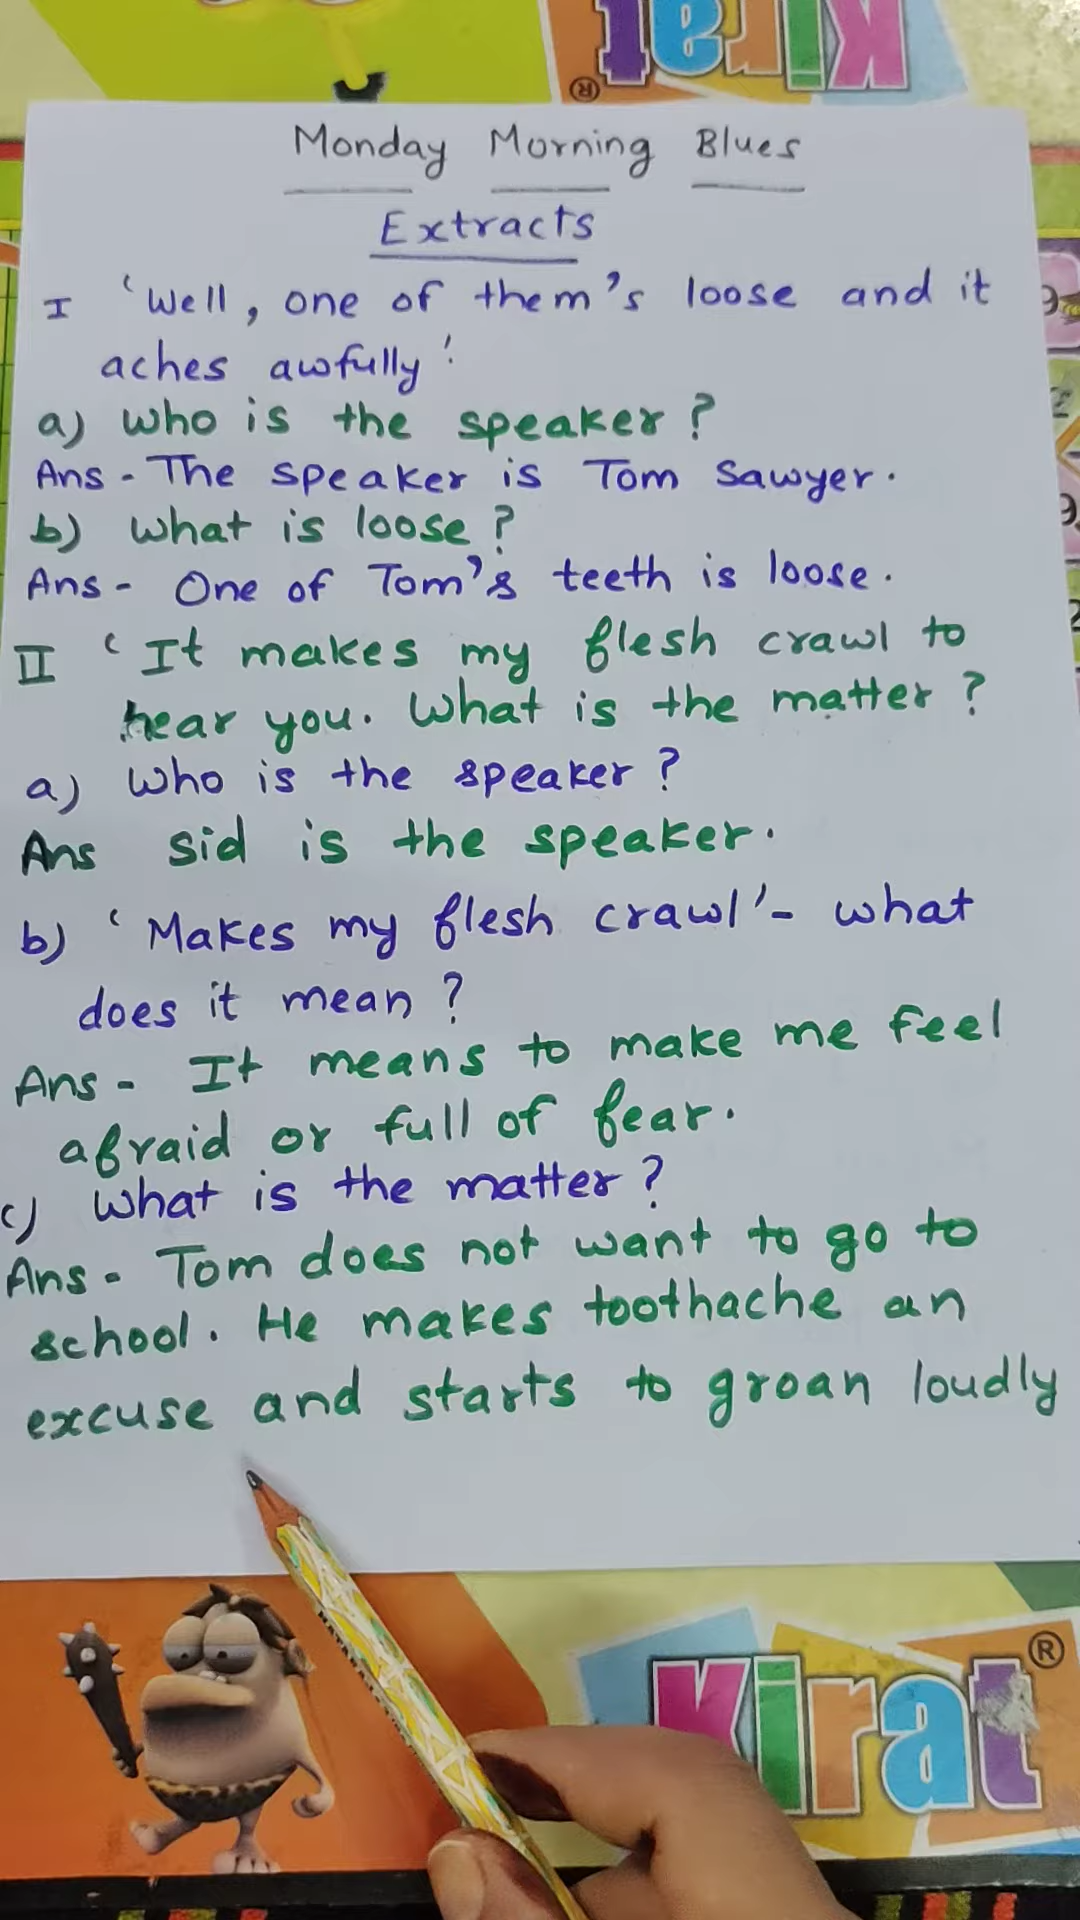 Kirat
®
Monday Morning Blues
Extracts
I 'Well, one of them's loose and it
aches awfully'
a) Who is the speaker?
Ans - The speaker is Tom Sawyer.
b) What is loose?
Ans - One of Tom's teeth is loose.
II 'It makes my flesh crawl to
hear you. What is the matter?
a) Who is the speaker?
Ans Sid is the speaker.
b) 'Makes my flesh crawl' - what
does it mean?
Ans - It means to make me feel
afraid or full of fear.
c) What is the matter?
Ans - Tom does not want to go to
school. He makes toothache an
excuse and starts to groan loudly
Kirat®